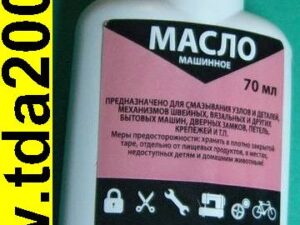 www.tda200
МАСЛО
МАШИННОЕ
70 мл
ПРЕДНАЗНАЧЕНО ДЛЯ СМАЗЫВАНИЯ УЗЛОВ И ДЕТАЛЕЙ,
МЕХАНИЗМОВ ШВЕЙНЫХ, ВЯЗАЛЬНЫХ И ДРУГИХ
БЫТОВЫХ МАШИН, ДВЕРНЫХ ЗАМКОВ, ПЕТЕЛЬ,
КРЕПЕЖЕЙ И Т.П.
Меры предосторожности: хранить в плотно закрытой
таре, отдельно от пищевых продуктов, в местах,
недоступных детям и домашним животным!